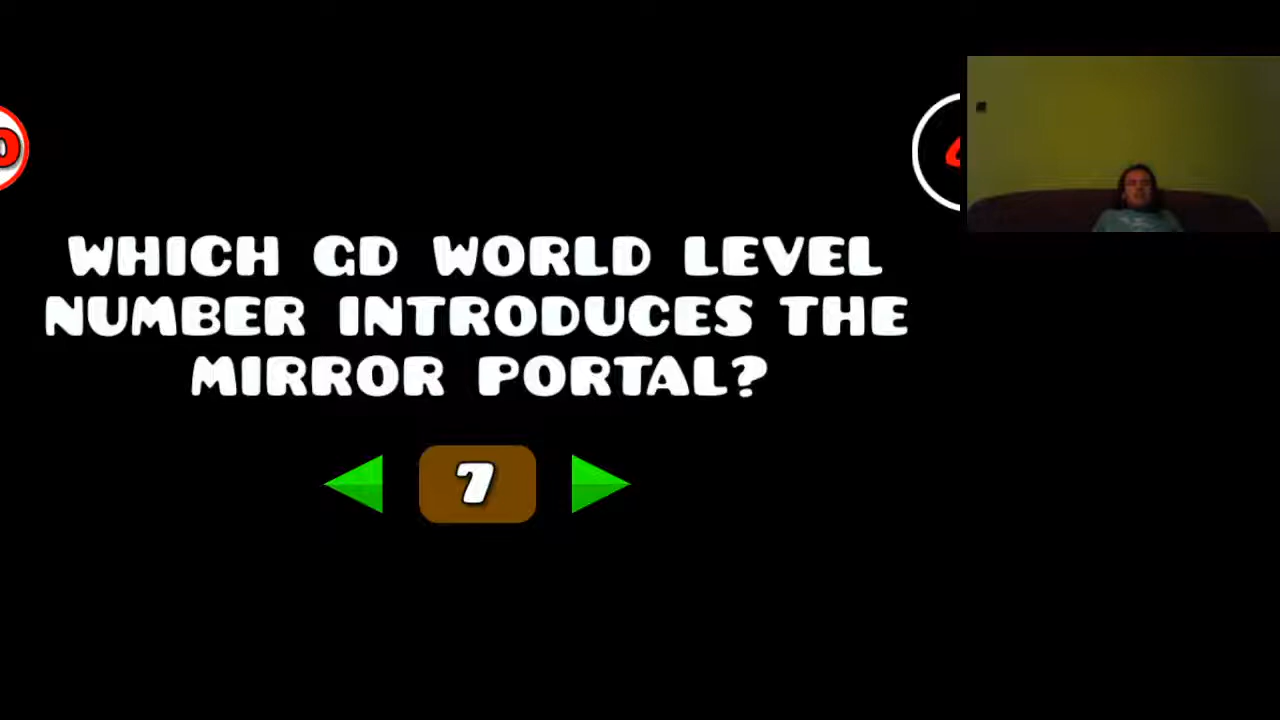 WHICH GD WORLD LEVEL
NUMBER INTRODUCES THE
MIRROR PORTAL?
7